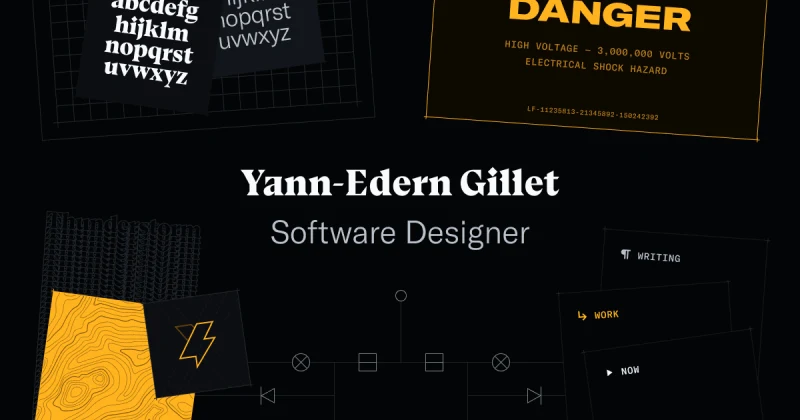 abcdefg
hijklm
nopqrst
uvwxyz
nopqrst
uvwxyz
DANGER
HIGH VOLTAGE — 3,000,000 VOLTS
ELECTRICAL SHOCK HAZARD
LF-11235813-21345892-150242392
Yann-Edern Gillet
Software Designer
¶ WRITING
↳ WORK
▶ NOW